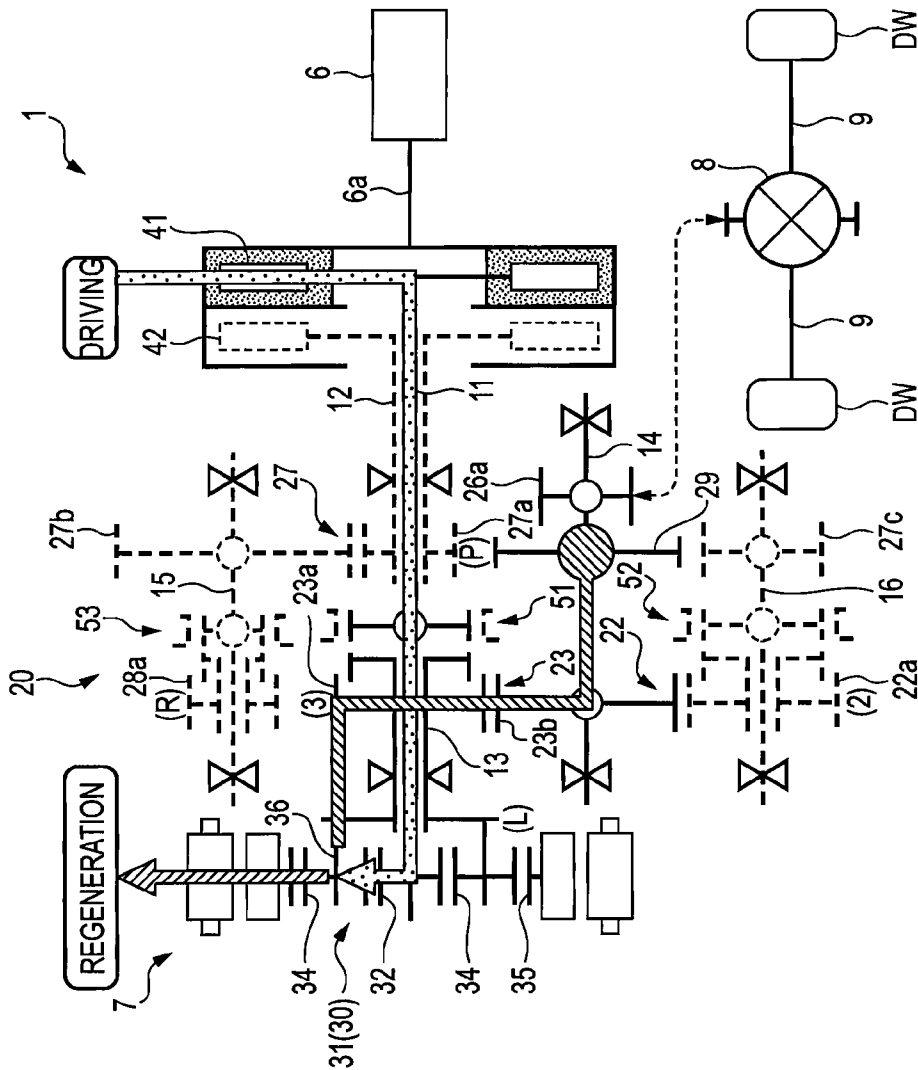 1
DRIVING
41
42
6
6a
12
11
27b
27
27a
(P)
15
53
23a
20
28a
(R)
(3)
51
23
23b
13
26a
14
29
52
22
27c
16
22a
(2)
8
9
9
DW
DW
REGENERATION
7
36
(L)
34
31(30)
32
34
35